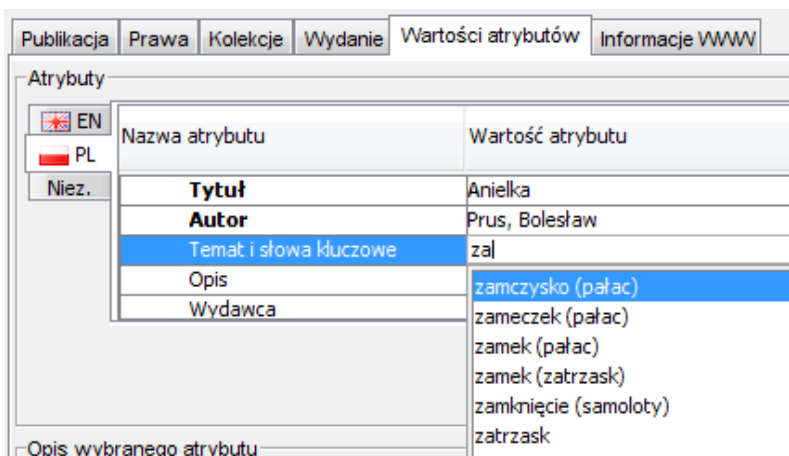 Publikacja Prawa Kolekcje Wydanie Wartości atrybutów Informacje WWW
Atrybuty
EN
PL
Niez.
Nazwa atrybutu Wartość atrybutu
Tytuł Anielka
Autor Prus, Bolesław
Temat i słowa kluczowe za
Opis
Wydawca
zamczysko (pałac)
zameczek (pałac)
zamek (pałac)
zamek (zatrzask)
zamknięcie (samoloty)
zatrzask
Opis wybranego atrybutu